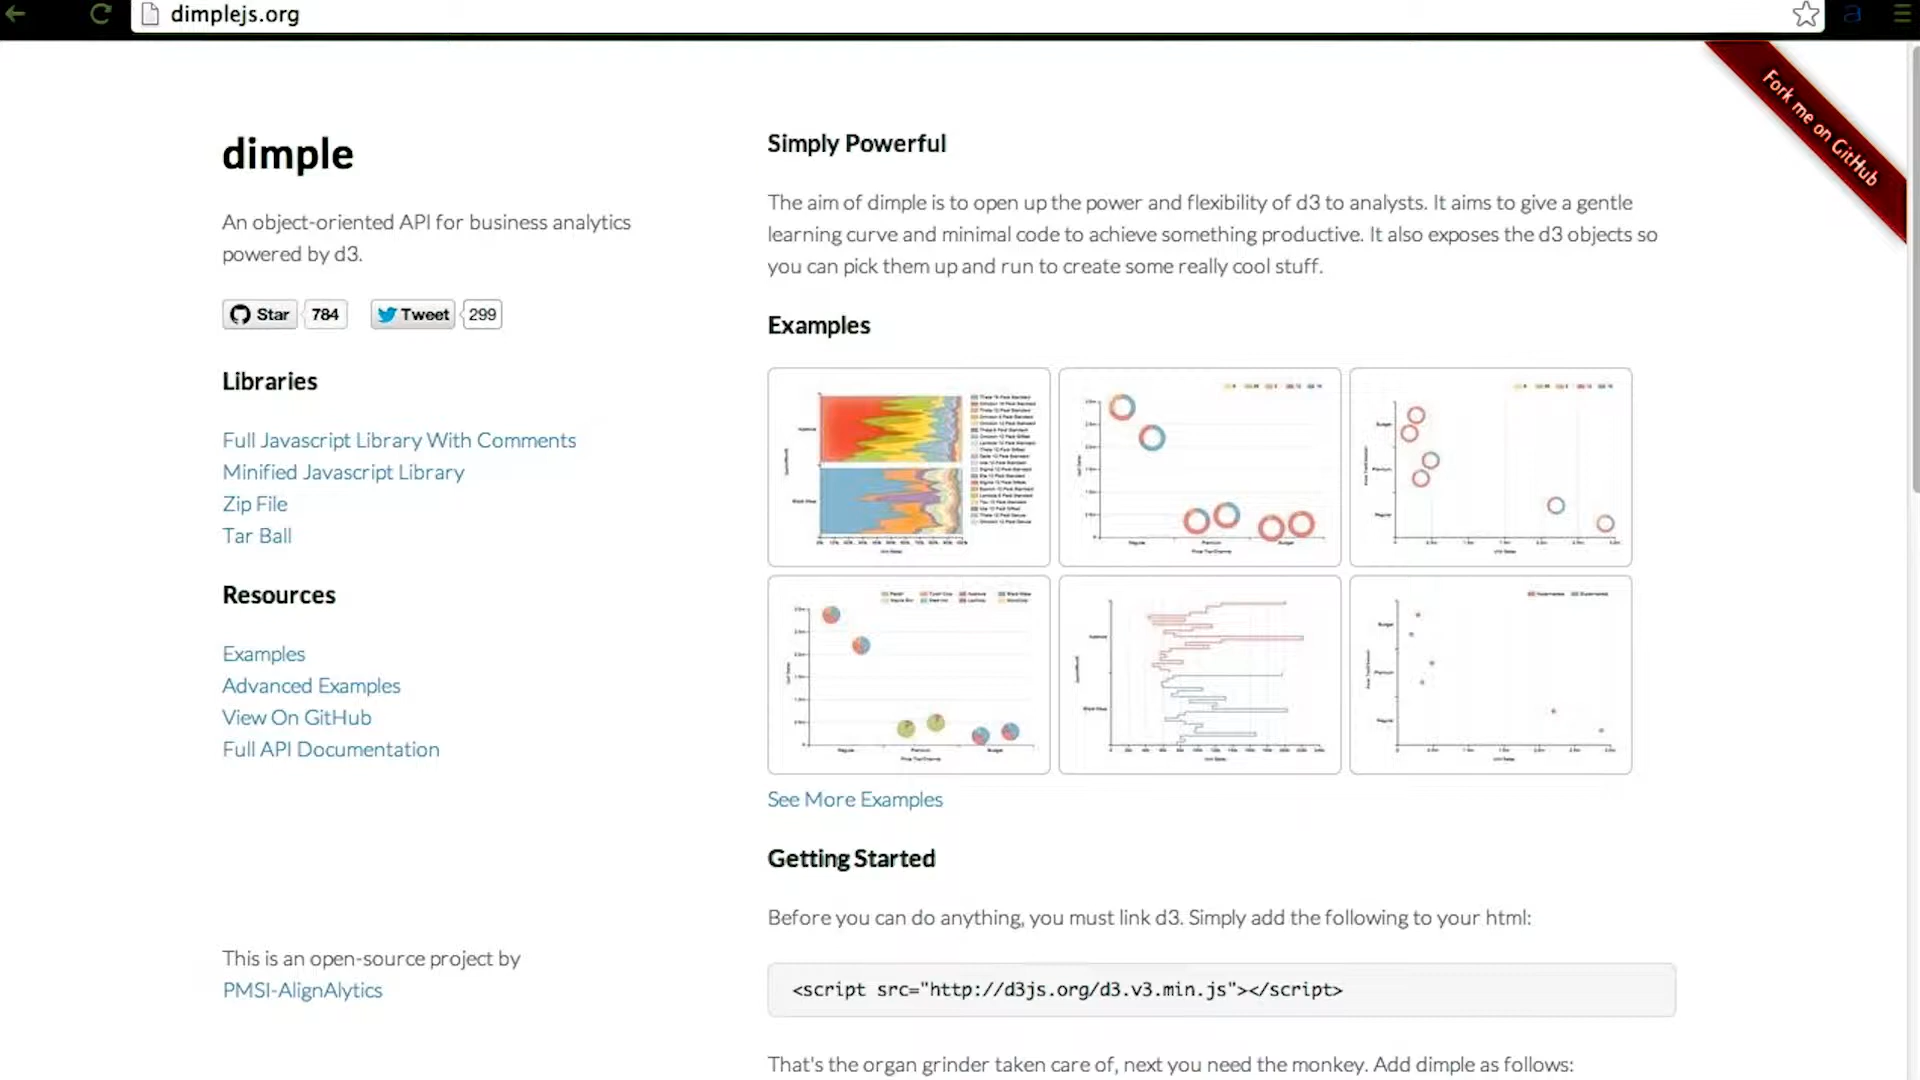 dimplejs.org
Fork me on GitHub
dimple
An object-oriented API for business analytics
powered by d3.
Star 784 Tweet 299
Libraries
Full Javascript Library With Comments
Minified Javascript Library
Zip File
Tar Ball
Resources
Examples
Advanced Examples
View On GitHub
Full API Documentation
This is an open-source project by
PMSI-AlignAlytics
Simply Powerful
The aim of dimple is to open up the power and flexibility of d3 to analysts. It aims to give a gentle
learning curve and minimal code to achieve something productive. It also exposes the d3 objects so
you can pick them up and run to create some really cool stuff.
Examples
See More Examples
Getting Started
Before you can do anything, you must link d3. Simply add the following to your html:
<script src="http://d3js.org/d3.v3.min.js"></script>
That's the organ grinder taken care of, next you need the monkey. Add dimple as follows: